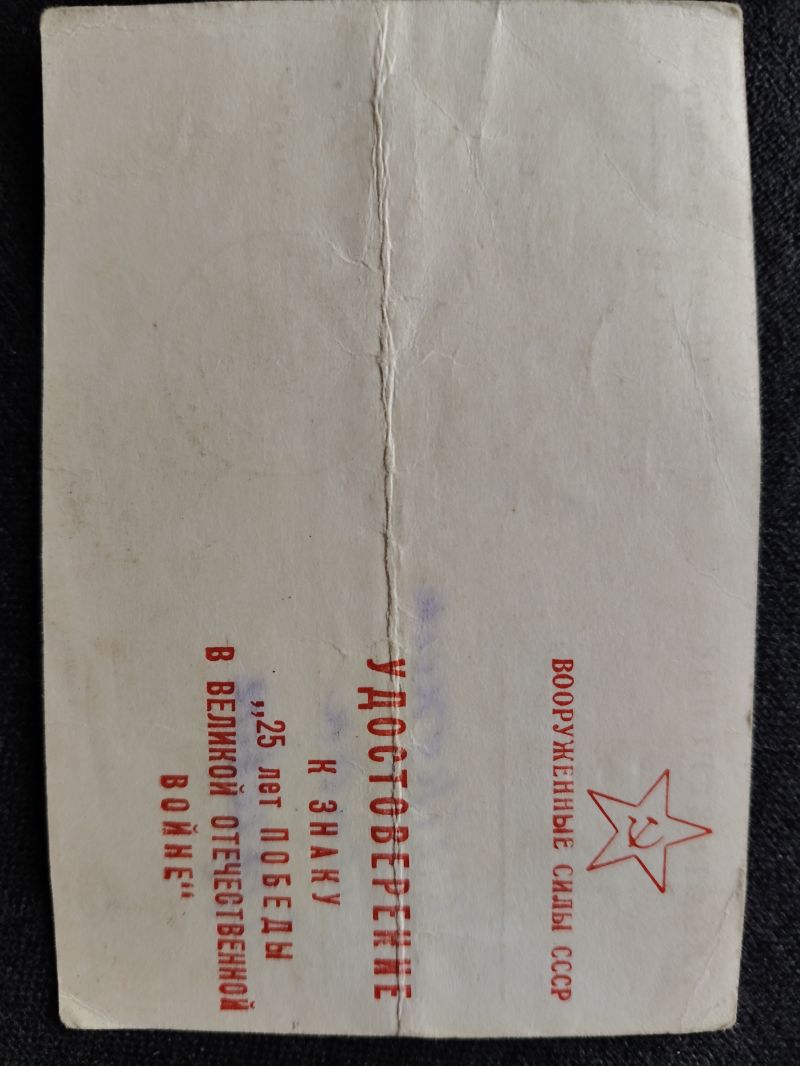 ВООРУЖЕННЫЕ СИЛЫ СССР
УДОСТОВЕРЕНИЕ
К ЗНАКУ
„25 лет ПОБЕДЫ
В ВЕЛИКОЙ ОТЕЧЕСТВЕННОЙ
ВОЙНЕ“